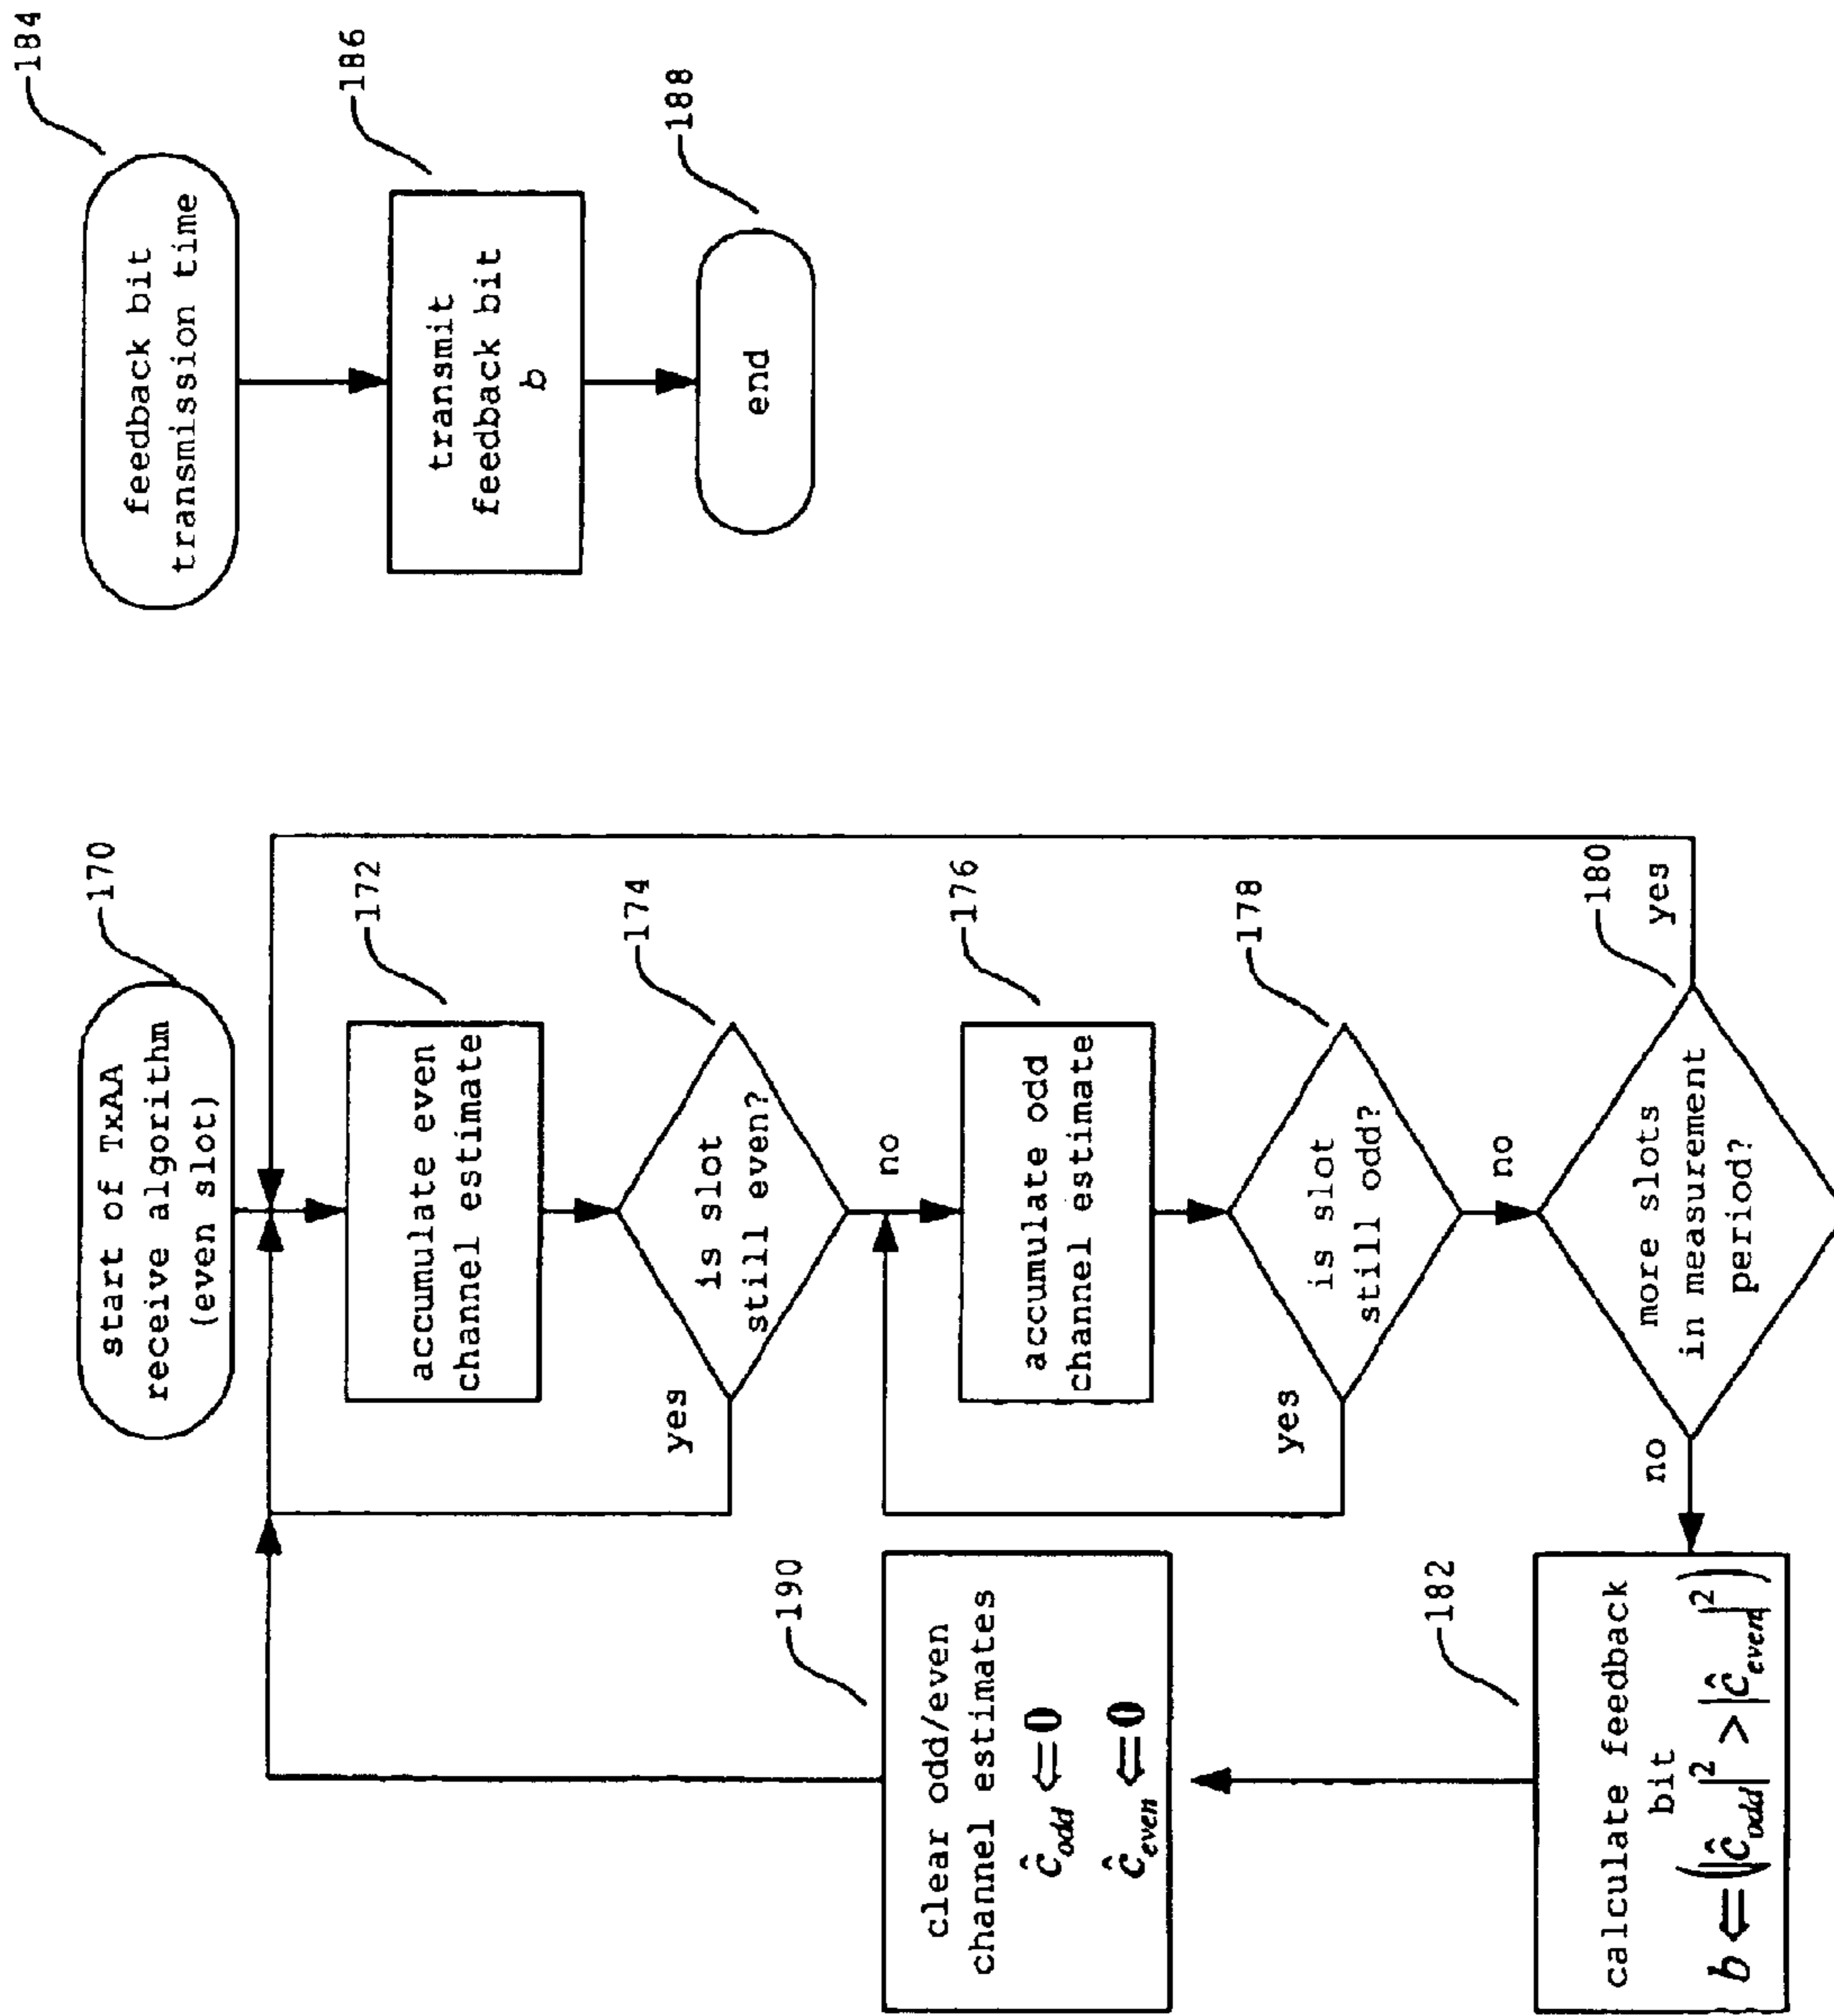 start of TxAA
receive algorithm
(even slot)
170
accumulate even
channel estimate
172
is slot
still even?
174
yes
no
accumulate odd
channel estimate
176
is slot
still odd?
178
yes
no
more slots
in measurement
period?
180
yes
no
calculate feedback
bit
b ⇐ (|ĉ_odd|² > |ĉ_even|²)
182
clear odd/even
channel estimates
ĉ_odd ⇐ 0
ĉ_even ⇐ 0
190
feedback bit
transmission time
184
transmit
feedback bit
b
186
end
188